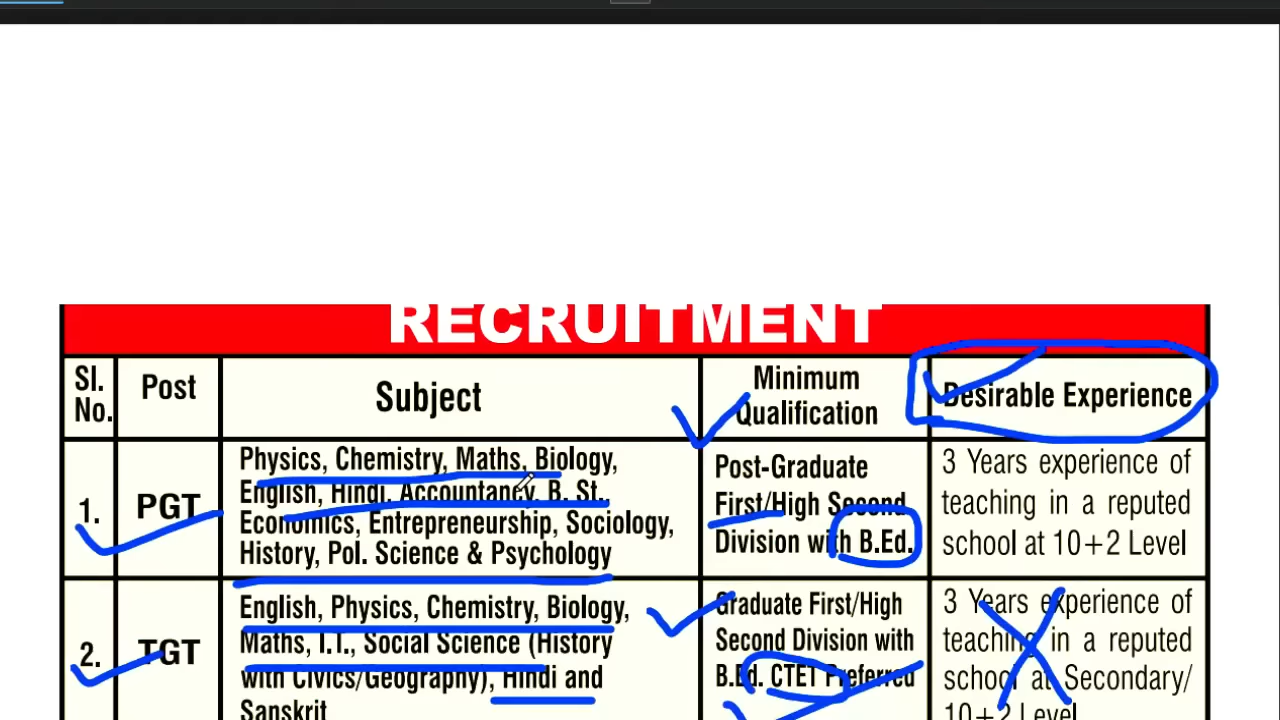 RECRUITMENT
Sl. No.
Post
Subject
Minimum Qualification
Desirable Experience
1.
PGT
Physics, Chemistry, Maths, Biology,
English, Hindi, Accountancy, B. St.,
Economics, Entrepreneurship, Sociology,
History, Pol. Science & Psychology
Post-Graduate
First/High Second
Division with B.Ed.
3 Years experience of
teaching in a reputed
school at 10+2 Level
2.
TGT
English, Physics, Chemistry, Biology,
Maths, I.T., Social Science (History
with Civics/Geography), Hindi and
Sanskrit
Graduate First/High
Second Division with
B.Ed. CTET Preferred
3 Years experience of
teaching in a reputed
school at Secondary/
10+2 Level